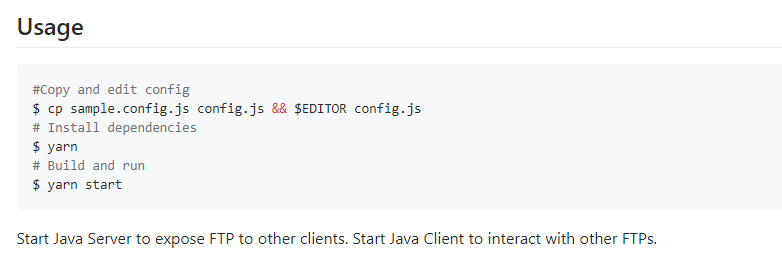 Usage
#Copy and edit config
$ cp sample.config.js config.js && $EDITOR config.js
# Install dependencies
$ yarn
# Build and run
$ yarn start
Start Java Server to expose FTP to other clients. Start Java Client to interact with other FTPs.